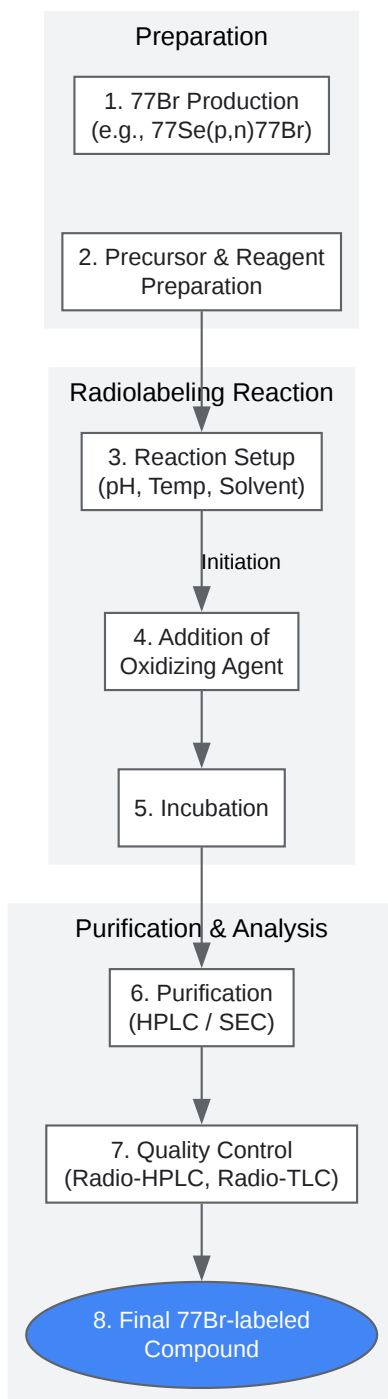 Preparation
1. 77Br Production
(e.g., 77Se(p,n)77Br)
2. Precursor & Reagent
Preparation
Radiolabeling Reaction
3. Reaction Setup
(pH, Temp, Solvent)
Initiation
4. Addition of
Oxidizing Agent
5. Incubation
Purification & Analysis
6. Purification
(HPLC / SEC)
7. Quality Control
(Radio-HPLC, Radio-TLC)
8. Final 77Br-labeled
Compound